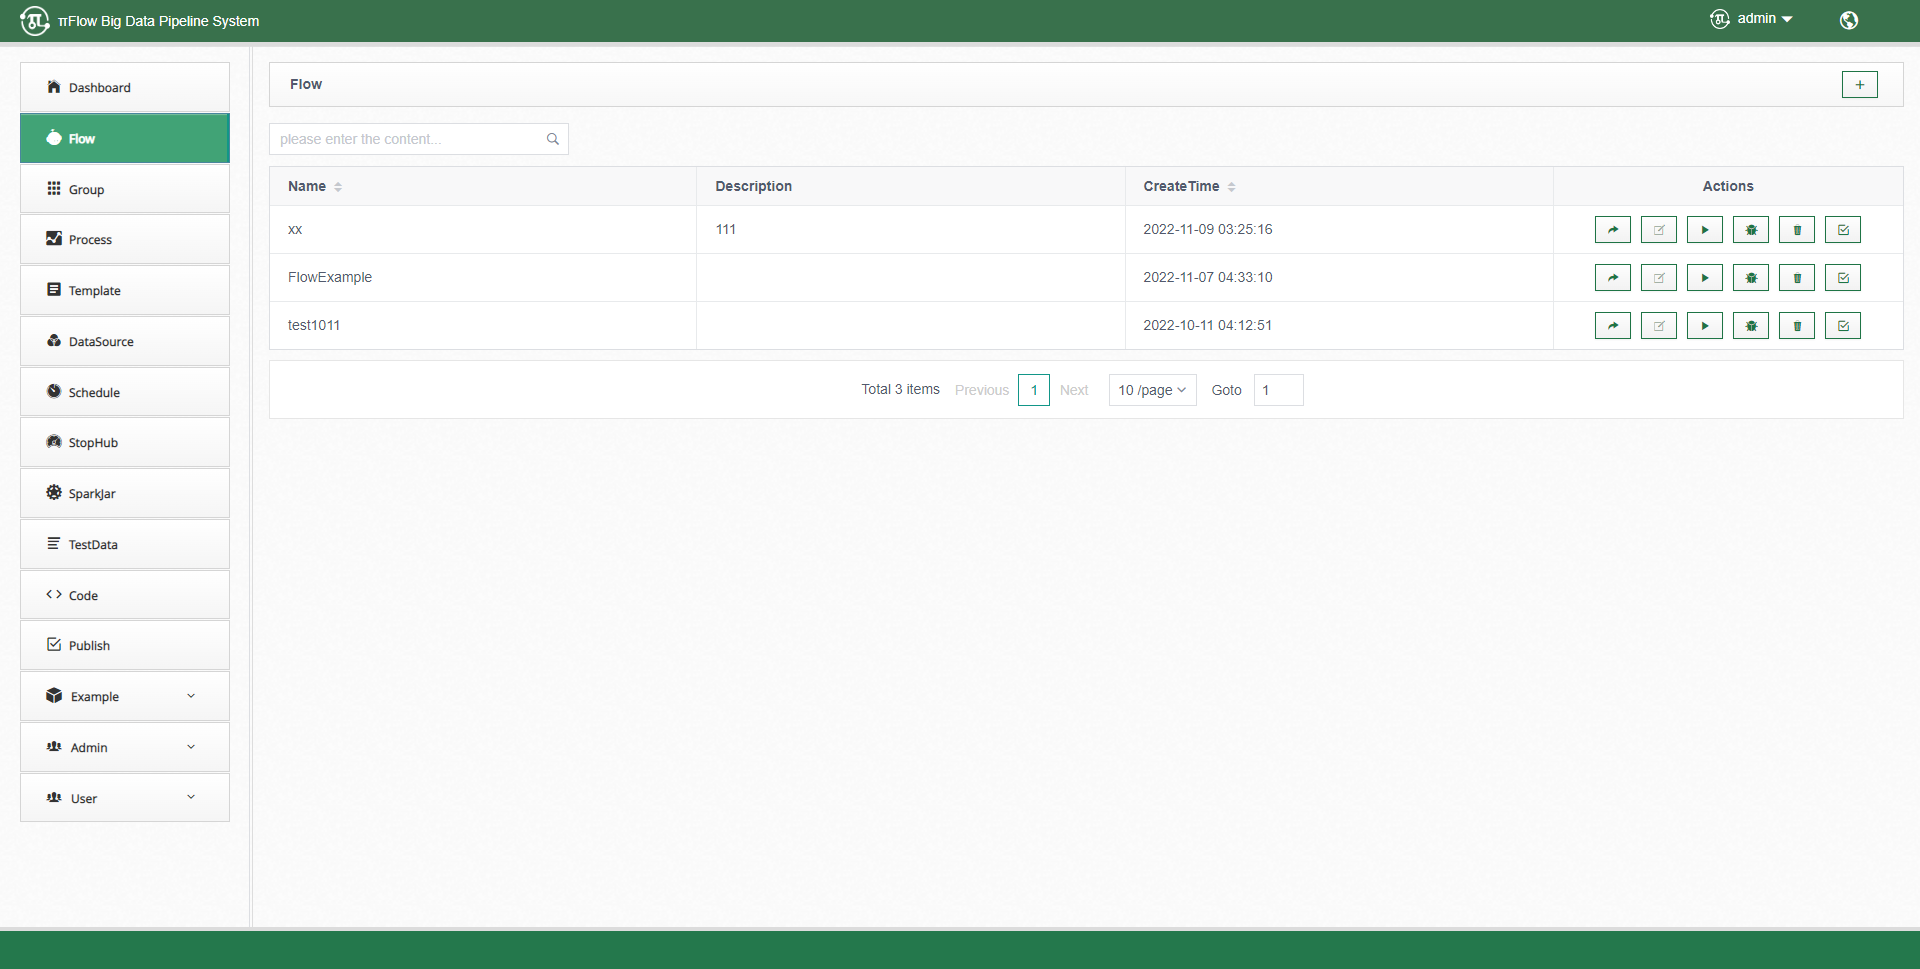 πFlow Big Data Pipeline System
admin
Dashboard
Flow
Group
Process
Template
DataSource
Schedule
StopHub
SparkJar
TestData
Code
Publish
Example
Admin
User
Flow
+
please enter the content...
Name Description CreateTime Actions
xx 111 2022-11-09 03:25:16
FlowExample 2022-11-07 04:33:10
test1011 2022-10-11 04:12:51
Total 3 items Previous 1 Next 10 /page Goto 1